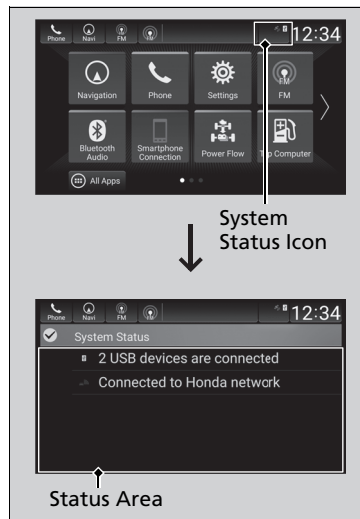 Phone Navi FM FM 12:34
Navigation Phone Settings FM
Bluetooth Audio Smartphone Connection Power Flow Trip Computer
All Apps
System
Status Icon
Phone Navi FM 12:34
System Status
2 USB devices are connected
Connected to Honda network
Status Area